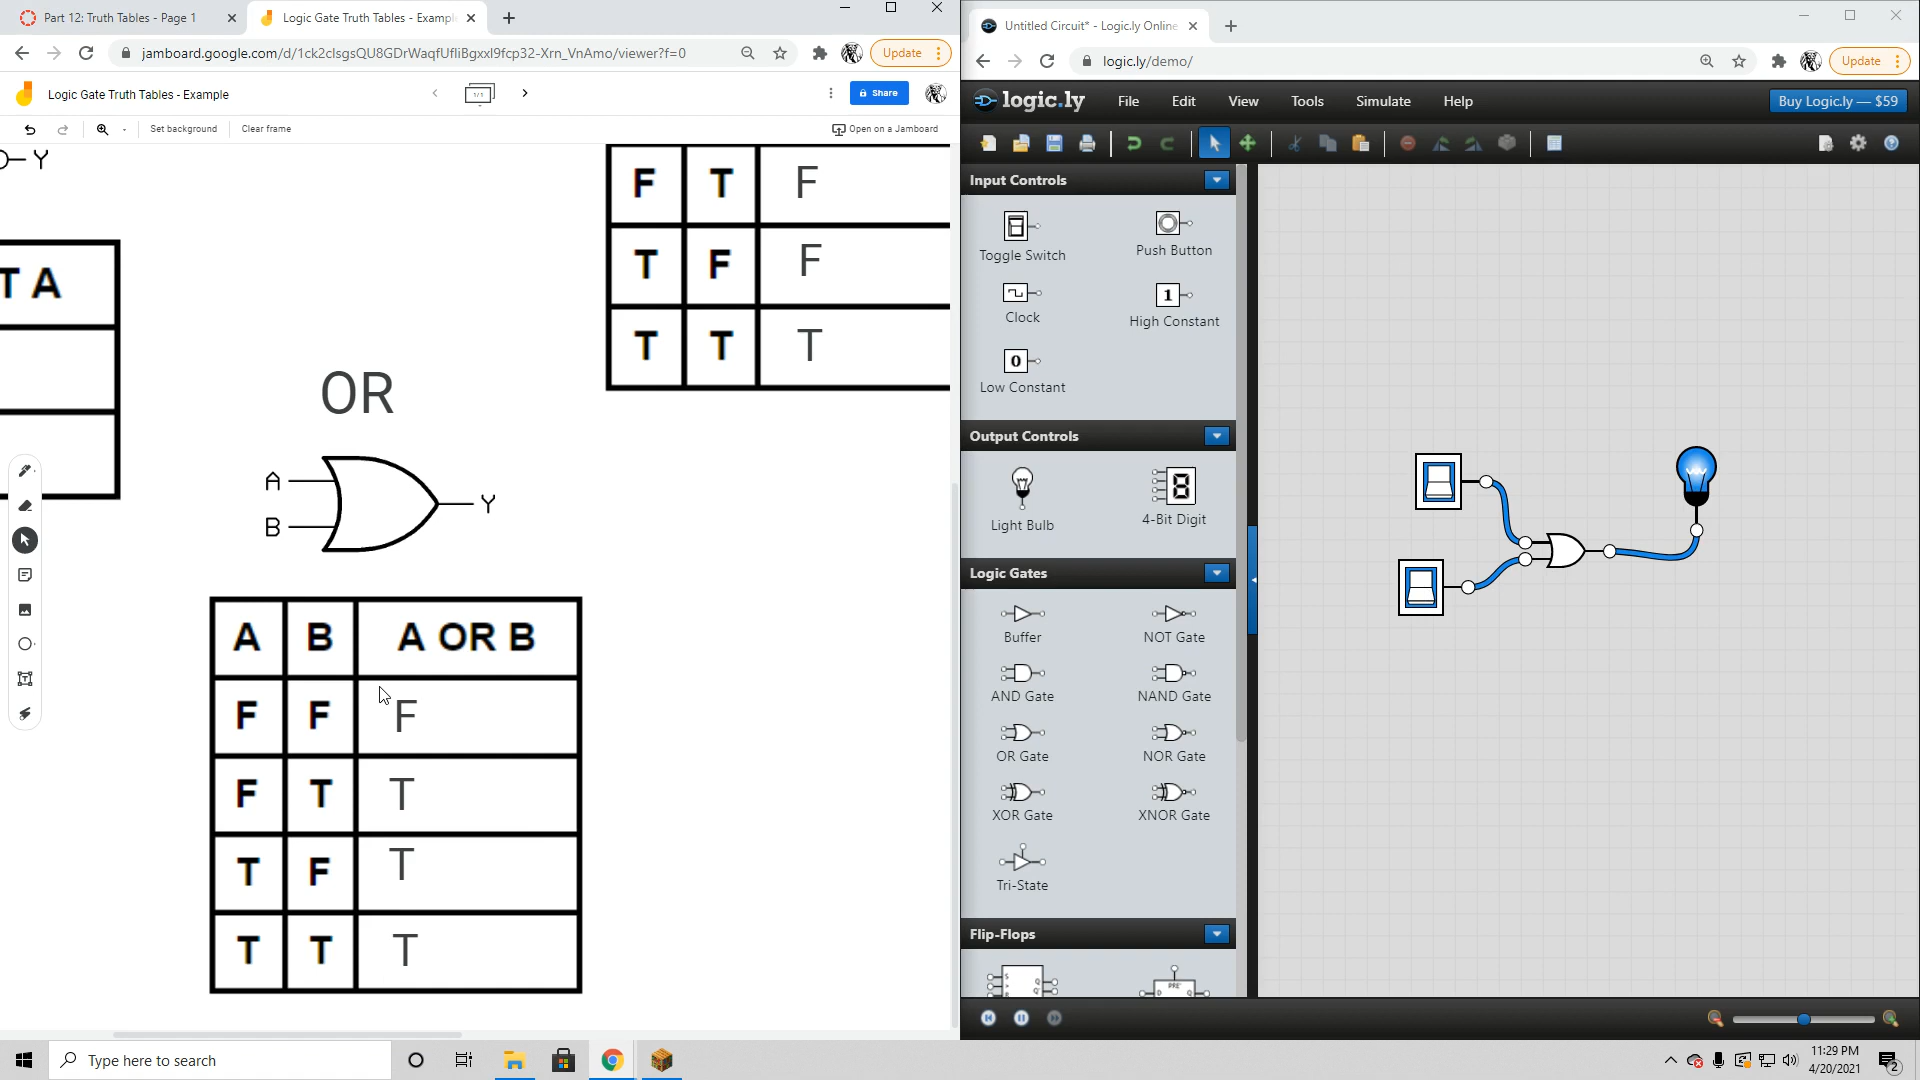 Part 12: Truth Tables - Page 1
Logic Gate Truth Tables - Example
jamboard.google.com/d/1ck2clsgsQU8GDrWaqfUfIiBgxxl9fcp32-Xrn_VnAmo/viewer?f=0
Update
Logic Gate Truth Tables - Example
1/1
Share
Set background
Clear frame
Open on a Jamboard
Y
T A
F T F
T F F
T T T
OR
A
B
Y
A B A OR B
F F F
F T T
T F T
T T T
Untitled Circuit* - Logic.ly Online
logic.ly/demo/
Update
logic.ly
File Edit View Tools Simulate Help
Buy Logic.ly — $59
Input Controls
Toggle Switch
Push Button
Clock
1
High Constant
0
Low Constant
Output Controls
Light Bulb
4-Bit Digit
Logic Gates
Buffer
NOT Gate
AND Gate
NAND Gate
OR Gate
NOR Gate
XOR Gate
XNOR Gate
Tri-State
Flip-Flops
S
Q
PRE'
D
Q
Type here to search
11:29 PM
4/20/2021
2